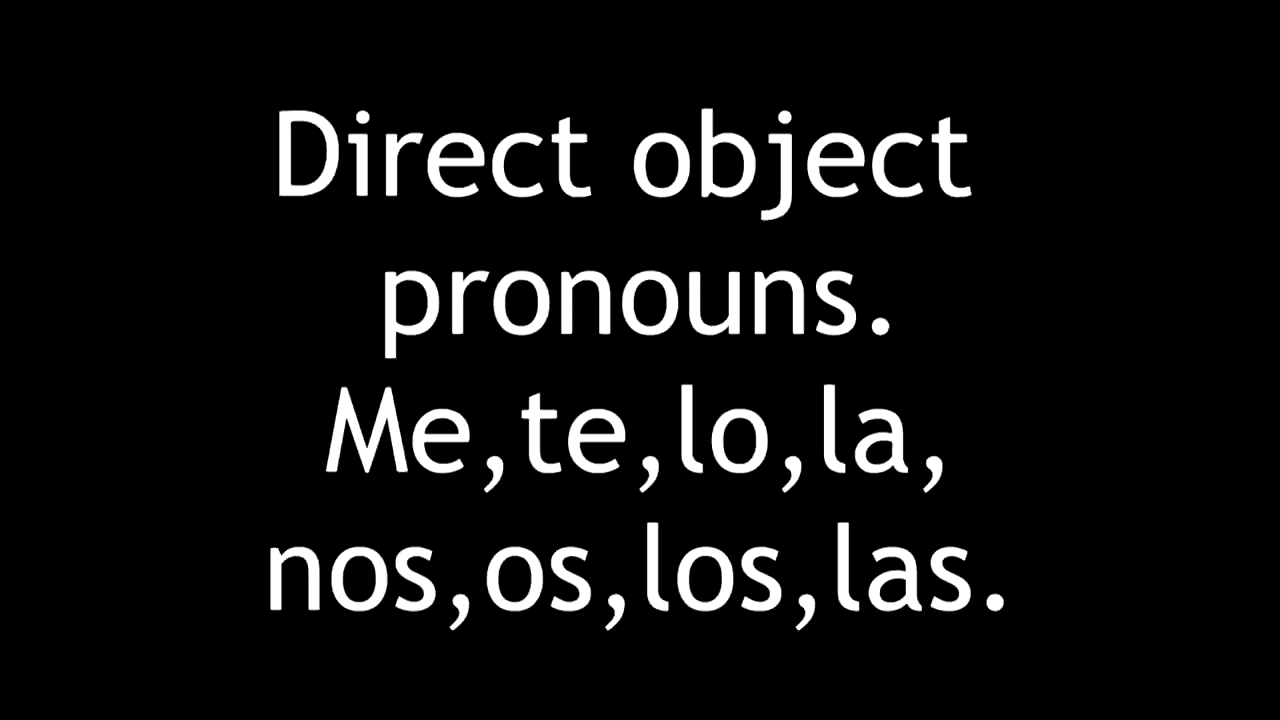 Direct object
pronouns.
Me,te,lo,la,
nos,os,los,las.